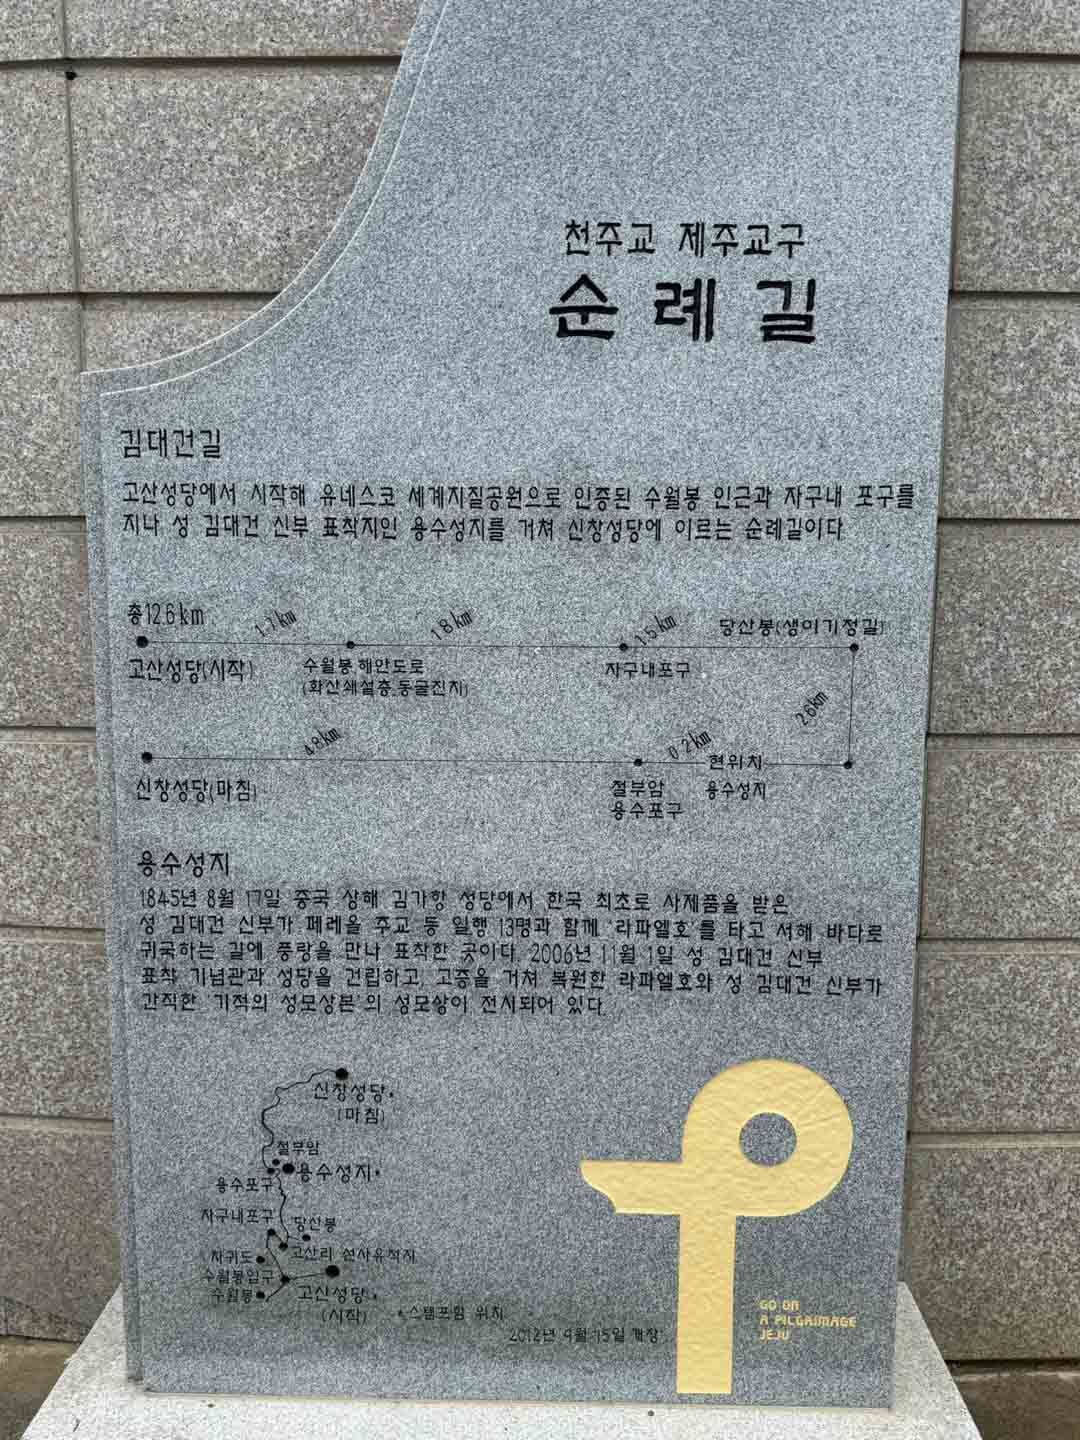 천주교 제주교구
순례길
김대건길
고산성당에서 시작해 유네스코 세계지질공원으로 인증된 수월봉 인근과 자구내 포구를
지나 성 김대건 신부 표착지인 용수성지를 거쳐 신창성당에 이르는 순례길이다
총12.6km
1.7km
1.8km
1.5km
당산봉(생이기정길)
고산성당(시작)
수월봉.해안도로
(화산쇄설층.동굴진지)
자구내포구
2.6km
4.8km
0.2km
현위치
신창성당(마침)
절부암
용수포구
용수성지
용수성지
1845년 8월 17일 중국 상해 김가항 성당에서 한국 최초로 사제품을 받은
성 김대건 신부가 페레올 주교 등 일행 13명과 함께 '라파엘호'를 타고 서해 바다로
귀국하는 길에 풍랑을 만나 표착한 곳이다. 2006년 11월 1일 성 김대건 신부
표착 기념관과 성당을 건립하고, 고증을 거쳐 복원한 라파엘호와 성 김대건 신부가
간직한 '기적의 성모상본'의 성모상이 전시되어 있다.
신창성당
(마침)
절부암
용수성지
용수포구
자구내포구
당산봉
고산리 선사유적지
차귀도
수월봉입구
수월봉
고산성당
(시작)
스탬프함 위치
2012년 4월 15일 개장
GO ON
A PILGRIMAGE
JEJU